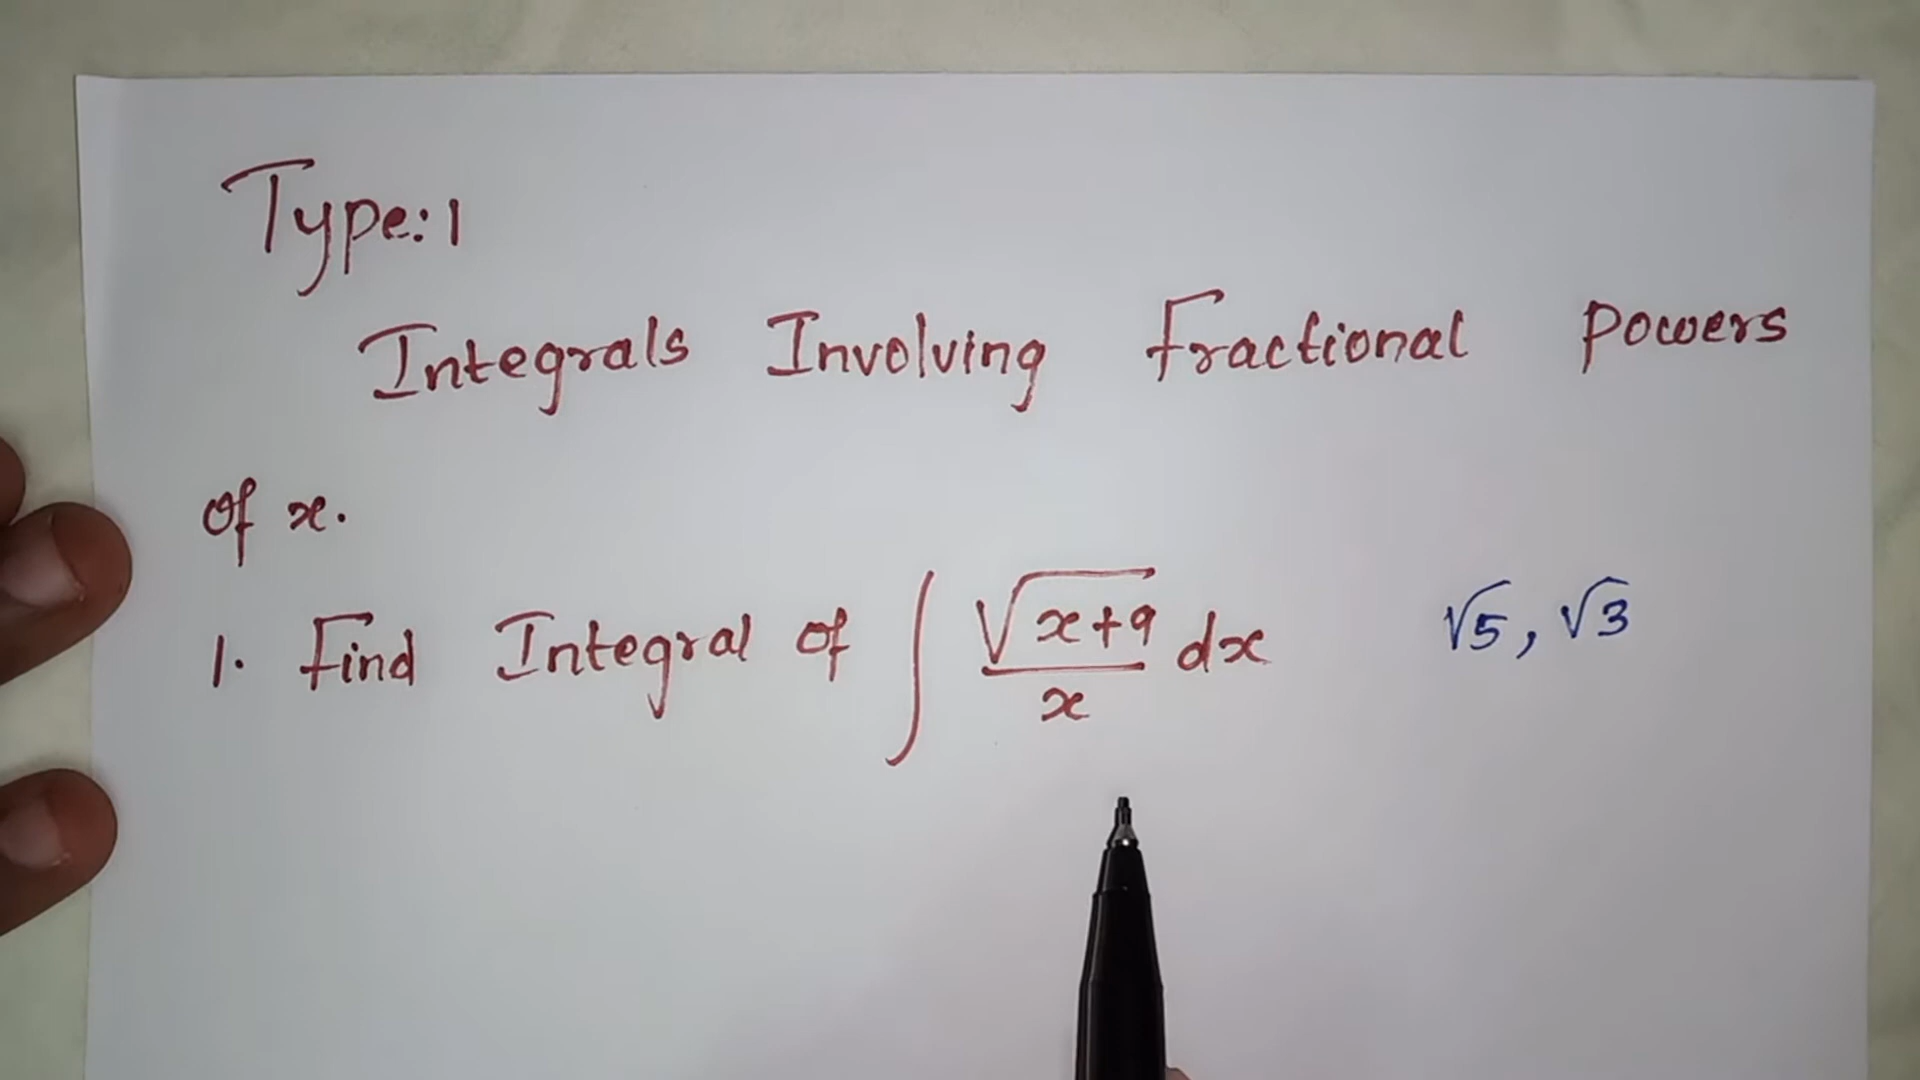 Type: 1
Integrals Involving Fractional Powers
of x.
1. Find Integral of ∫ √(x+9)/x dx √5, √3